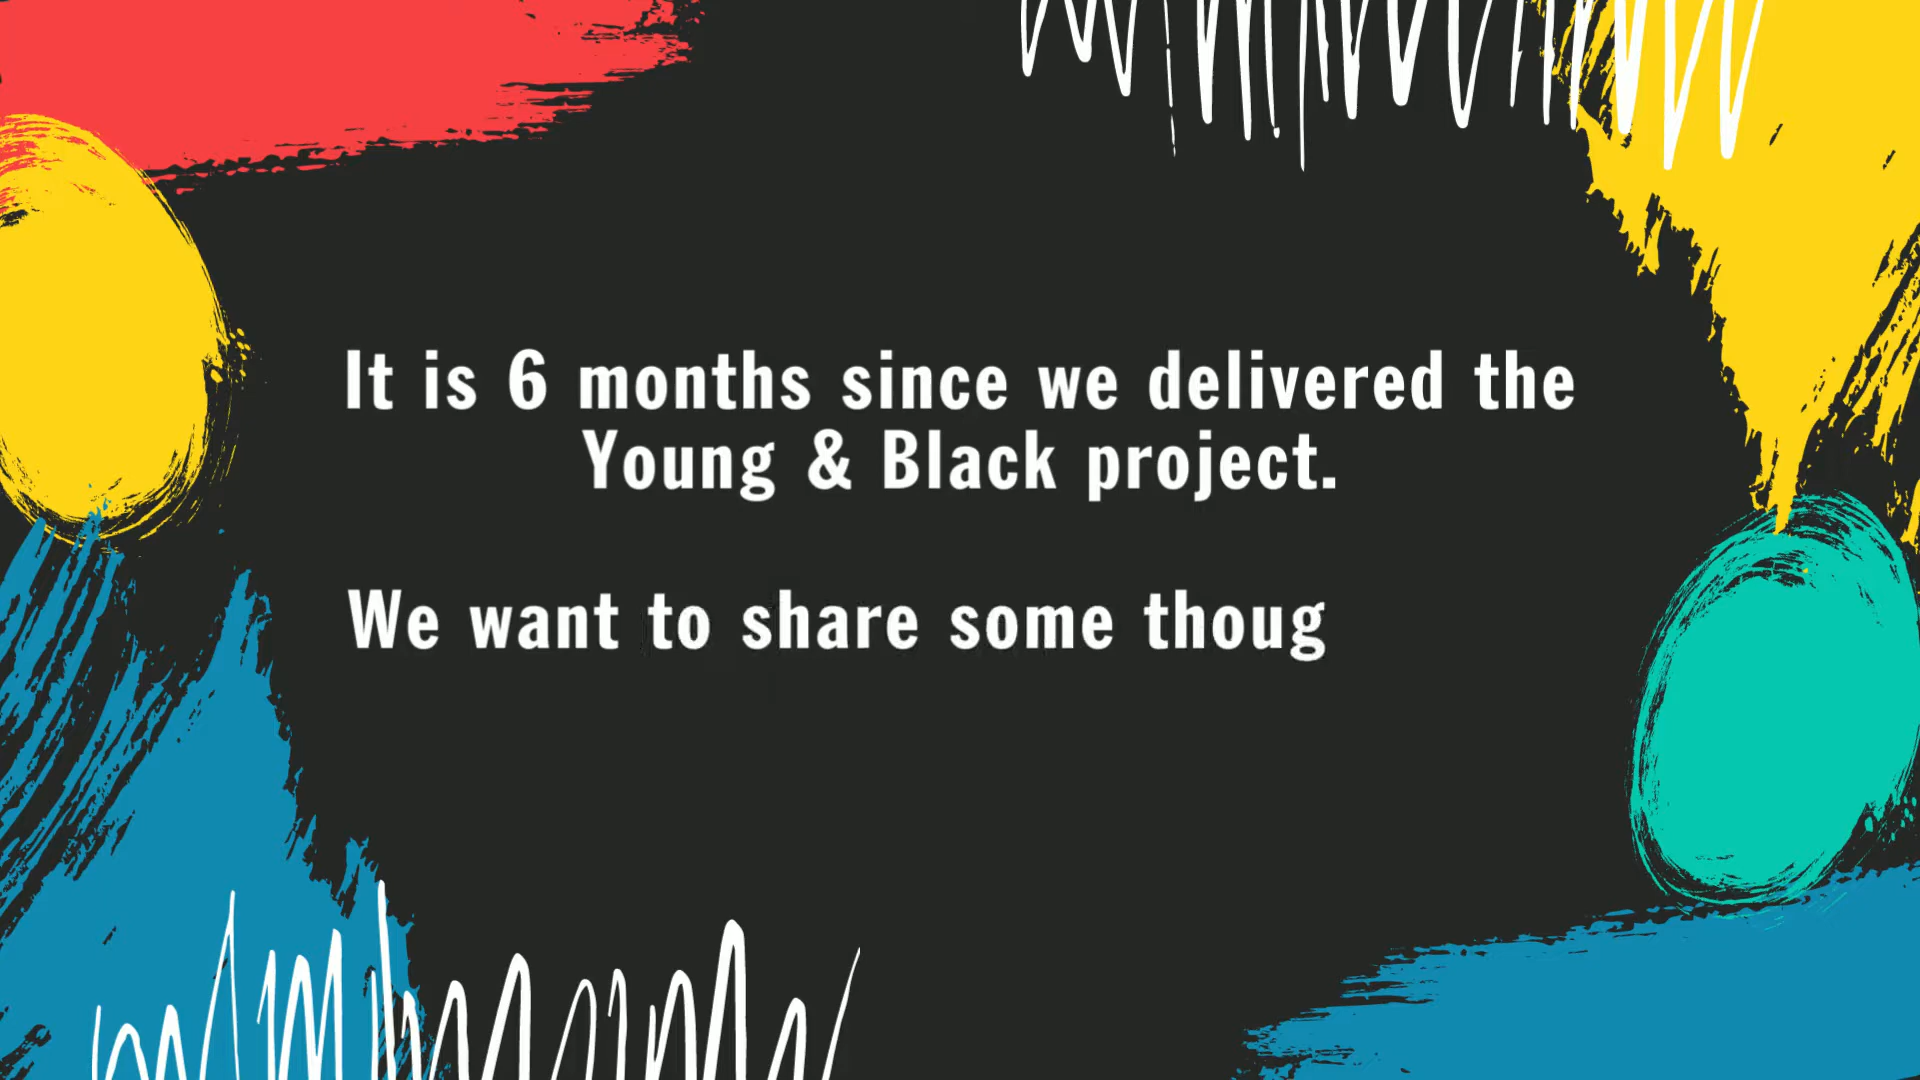 It is 6 months since we delivered the
Young & Black project.
We want to share some thoug